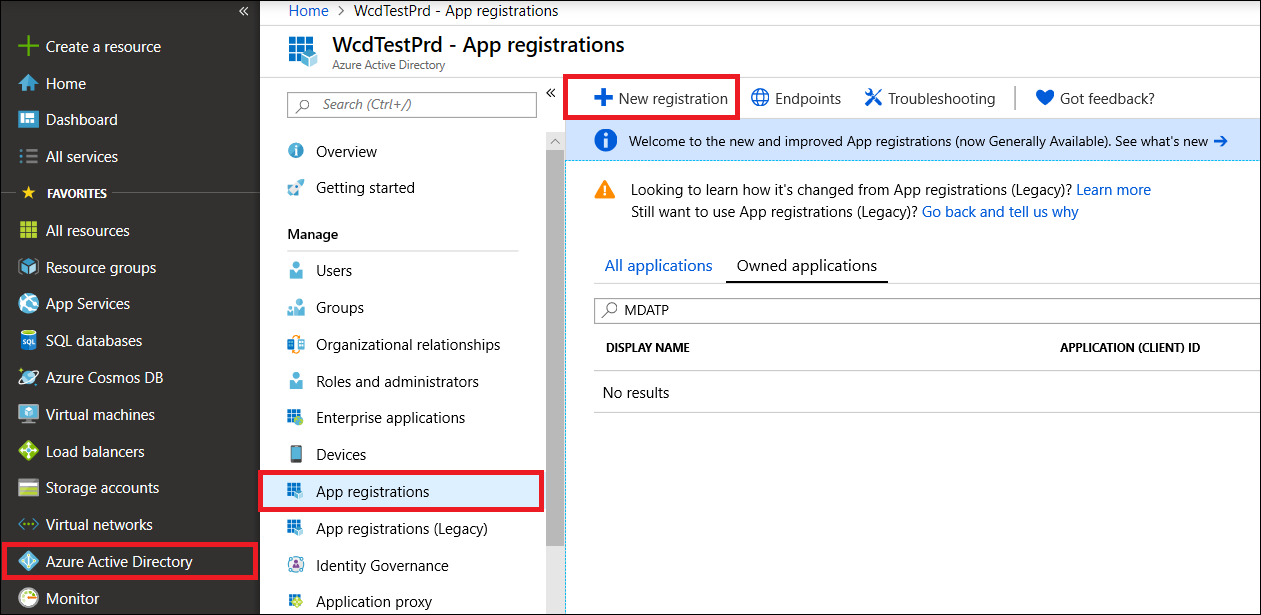 Create a resource
Home
Dashboard
All services
FAVORITES
All resources
Resource groups
App Services
SQL
SQL databases
Azure Cosmos DB
Virtual machines
Load balancers
Storage accounts
Virtual networks
Azure Active Directory
Monitor
Home > WcdTestPrd - App registrations
WcdTestPrd - App registrations
Azure Active Directory
Search (Ctrl+/)
Overview
Getting started
Manage
Users
Groups
Organizational relationships
Roles and administrators
Enterprise applications
Devices
App registrations
App registrations (Legacy)
Identity Governance
Application proxy
New registration
Endpoints
Troubleshooting
Got feedback?
Welcome to the new and improved App registrations (now Generally Available). See what's new →
Looking to learn how it's changed from App registrations (Legacy)? Learn more
Still want to use App registrations (Legacy)? Go back and tell us why
All applications
Owned applications
MDATP
DISPLAY NAME
APPLICATION (CLIENT) ID
No results